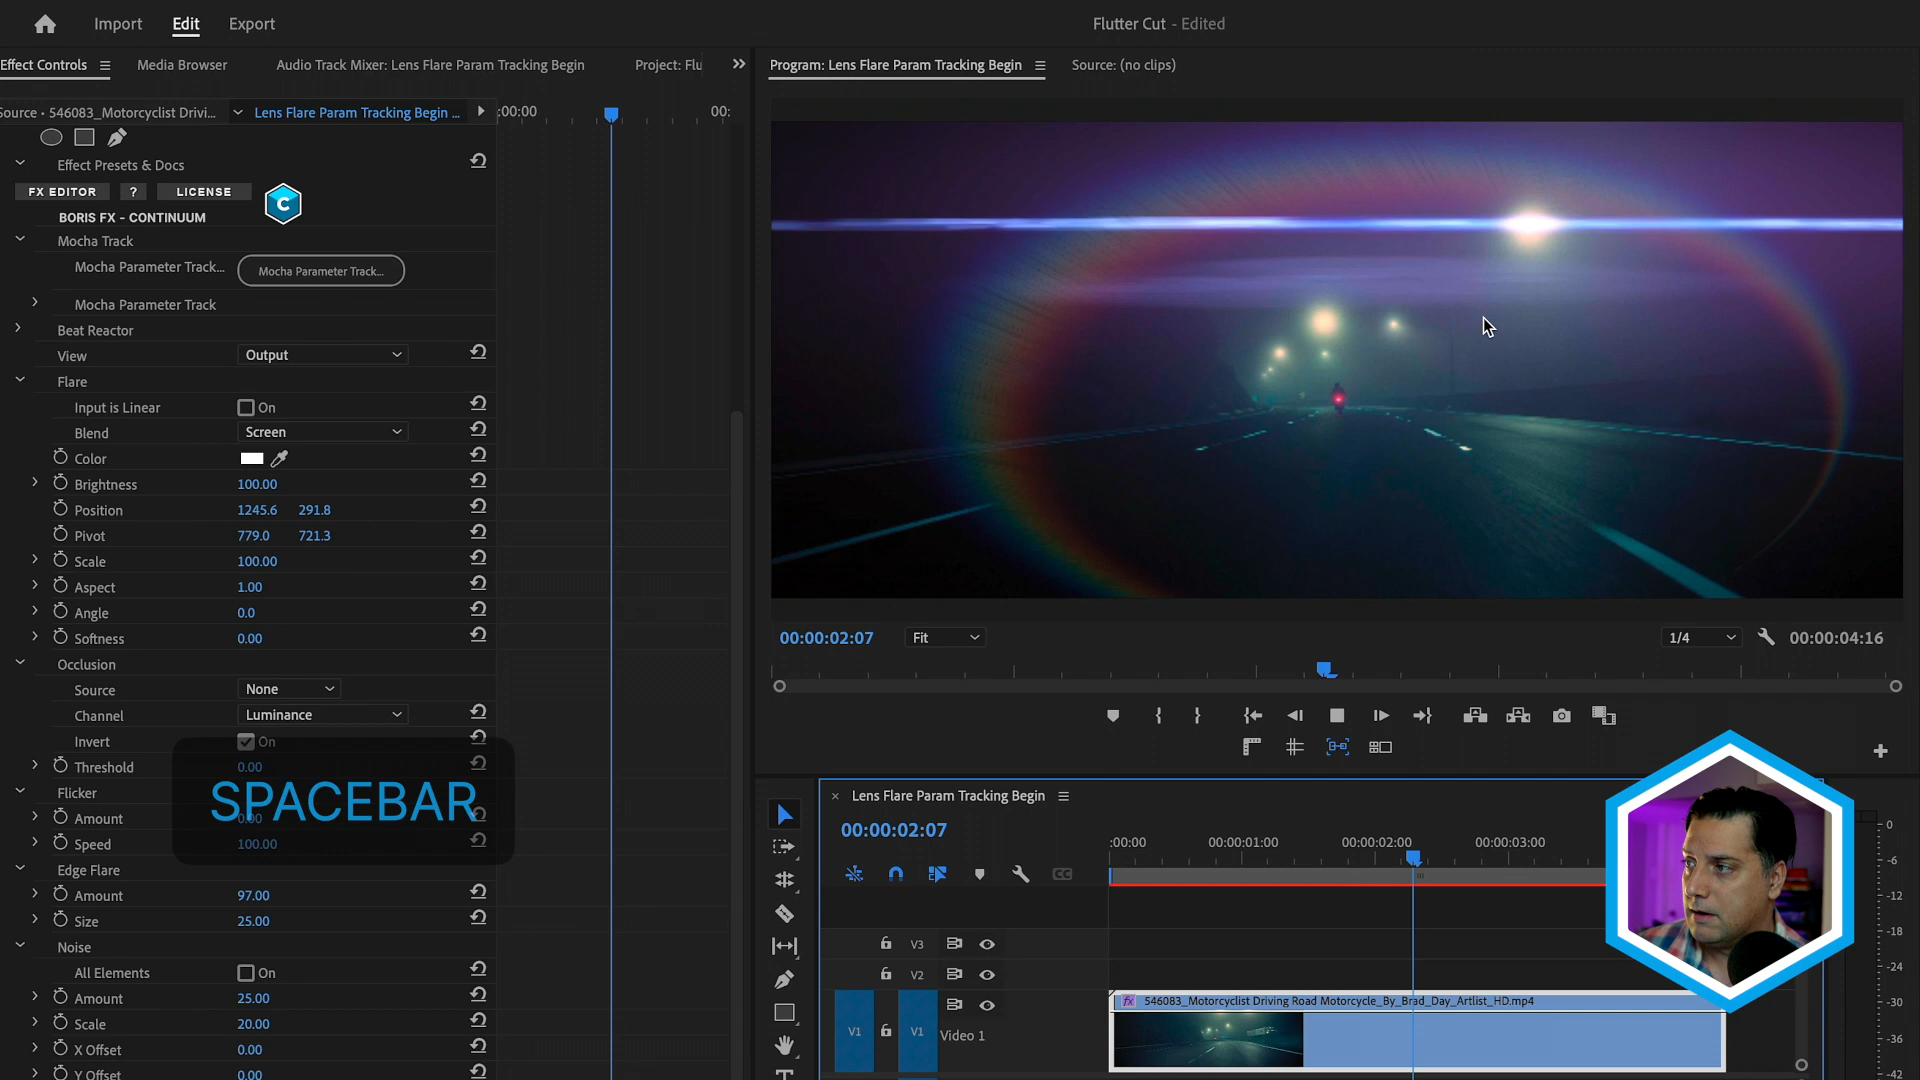 Import
Edit
Export
Flutter Cut - Edited
Effect Controls
Media Browser
Audio Track Mixer: Lens Flare Param Tracking Begin
Project: Flu
Program: Lens Flare Param Tracking Begin
Source: (no clips)
Source • 546083_Motorcyclist Drivi...
Lens Flare Param Tracking Begin ...
:00:00
00:
Effect Presets & Docs
FX EDITOR
?
LICENSE
C
BORIS FX - CONTINUUM
Mocha Track
Mocha Parameter Track...
Mocha Parameter Track...
Mocha Parameter Track
Beat Reactor
View
Output
Flare
Input is Linear
On
Blend
Screen
Color
Brightness
100.00
Position
1245.6 291.8
Pivot
779.0 721.3
Scale
100.00
Aspect
1.00
Angle
0.0
Softness
0.00
Occlusion
Source
None
Channel
Luminance
Invert
On
Threshold
0.00
Flicker
SPACEBAR
Amount
0.00
Speed
100.00
Edge Flare
Amount
97.00
Size
25.00
Noise
All Elements
On
Amount
25.00
Scale
20.00
X Offset
0.00
Y Offset
0.00
00:00:02:07
Fit
1/4
00:00:04:16
Lens Flare Param Tracking Begin
00:00:02:07
:00:00
00:00:01:00
00:00:02:00
00:00:03:00
CC
V3
V2
V1
V1
Video 1
fx 546083_Motorcyclist Driving Road Motorcycle_By_Brad_Day_Artlist_HD.mp4
0
-6
-12
-18
-24
-30
-36
-42